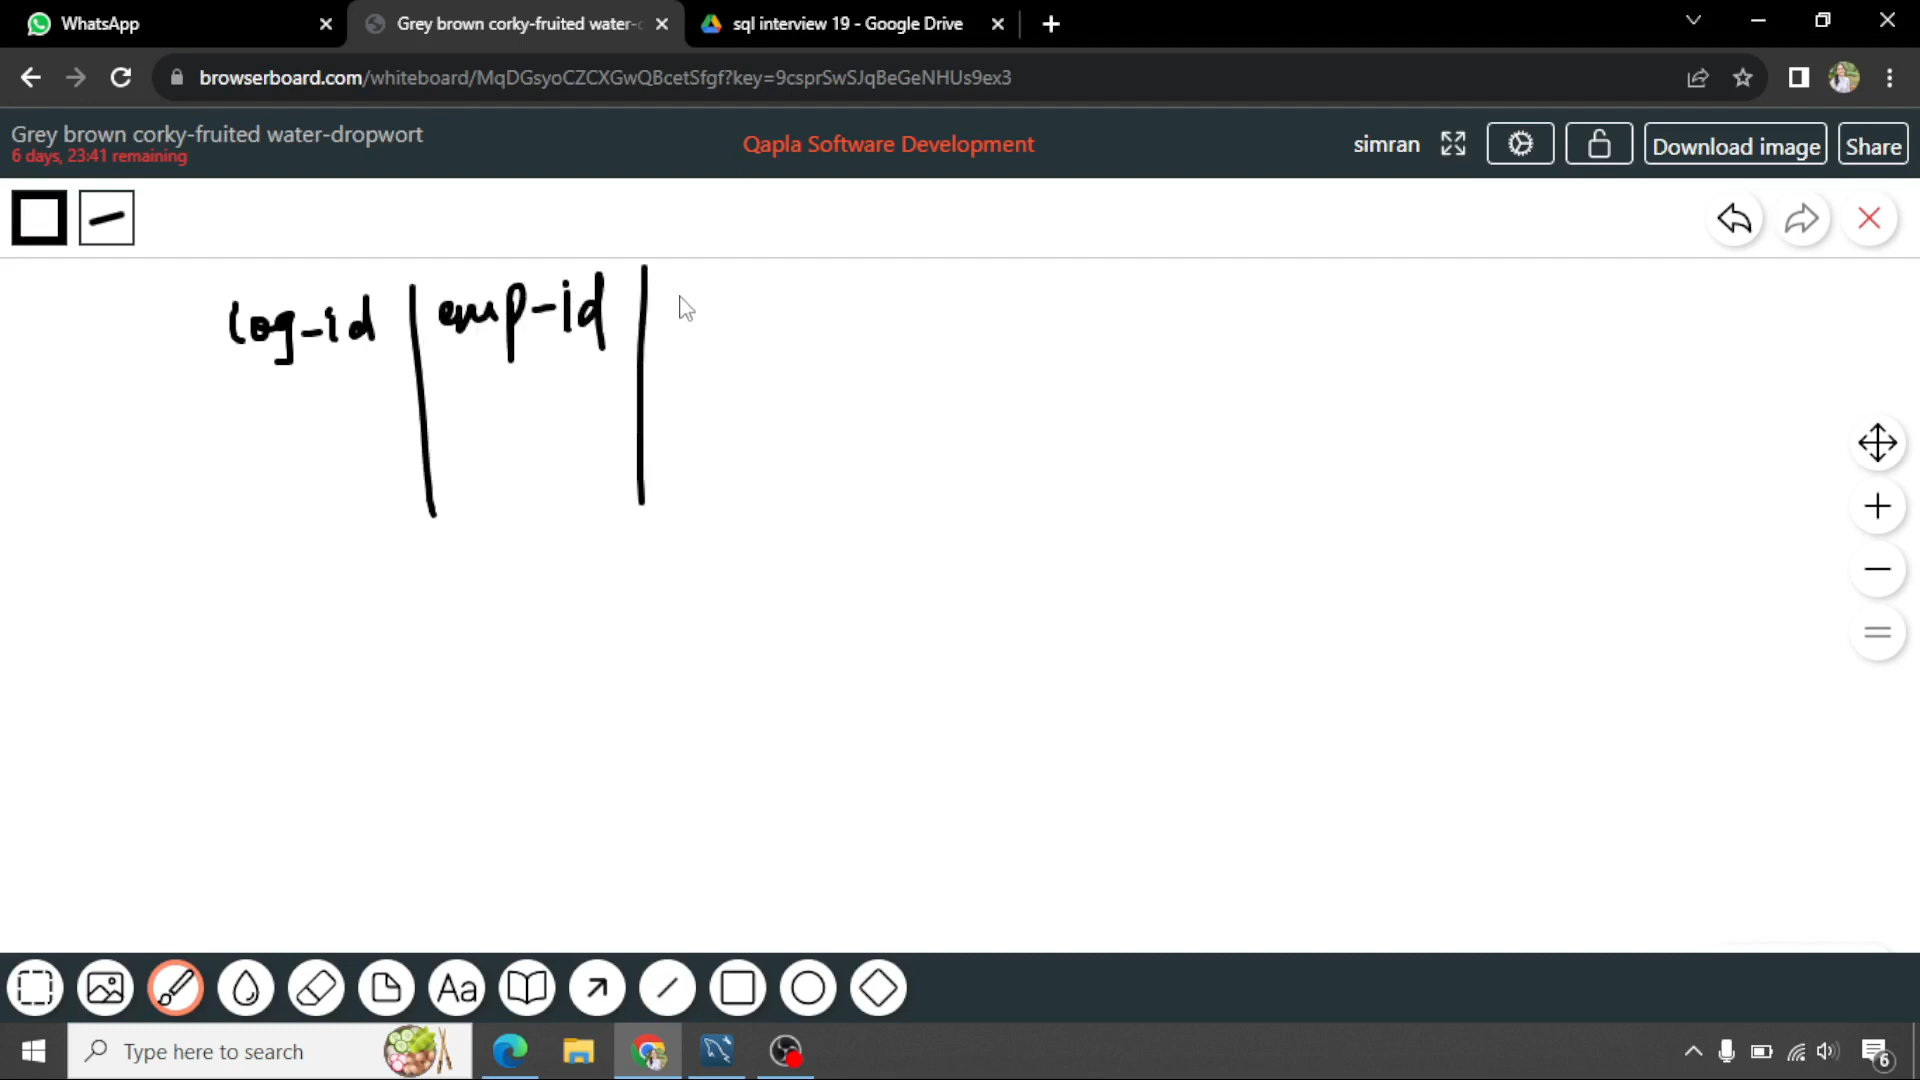 WhatsApp
Grey brown corky-fruited water-
sql interview 19 - Google Drive
browserboard.com/whiteboard/MqDGsyoCZCXGwQBcetSfgf?key=9csprSwSJqBeGeNHUs9ex3
Grey brown corky-fruited water-dropwort
6 days, 23:41 remaining
Qapla Software Development
simran
Download image
Share
log-id emp-id
Aa
Type here to search
6